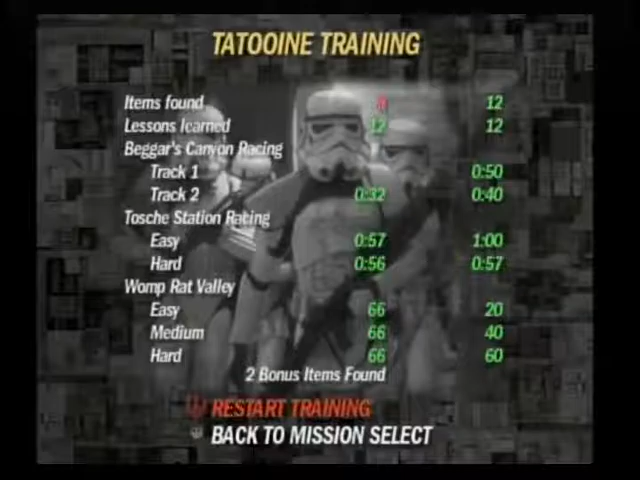 TATOOINE TRAINING
Items found 12
Lessons learned 12 12
Beggar's Canyon Racing
Track 1 0:50
Track 2 0:32 0:40
Tosche Station Racing
Easy 0:57 1:00
Hard 0:56 0:57
Womp Rat Valley
Easy 66 20
Medium 66 40
Hard 66 60
2 Bonus Items Found
RESTART TRAINING
BACK TO MISSION SELECT